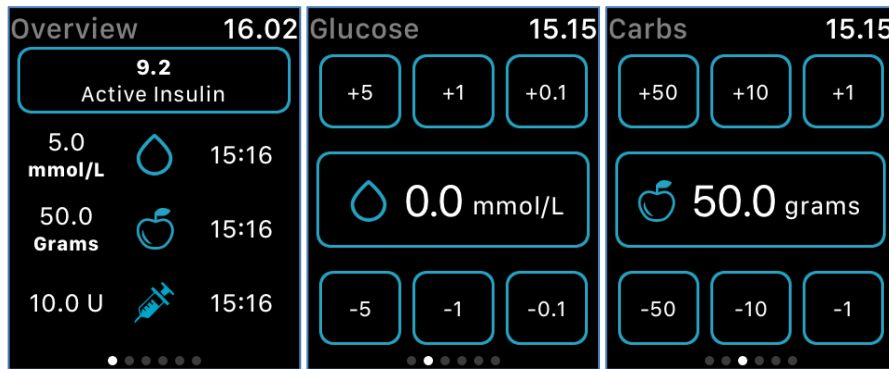 Overview 16.02
9.2
Active Insulin
5.0
mmol/L
15:16
50.0
Grams
15:16
10.0 U
15:16
Glucose 15.15
+5 +1 +0.1
0.0 mmol/L
-5 -1 -0.1
Carbs 15.15
+50 +10 +1
50.0 grams
-50 -10 -1